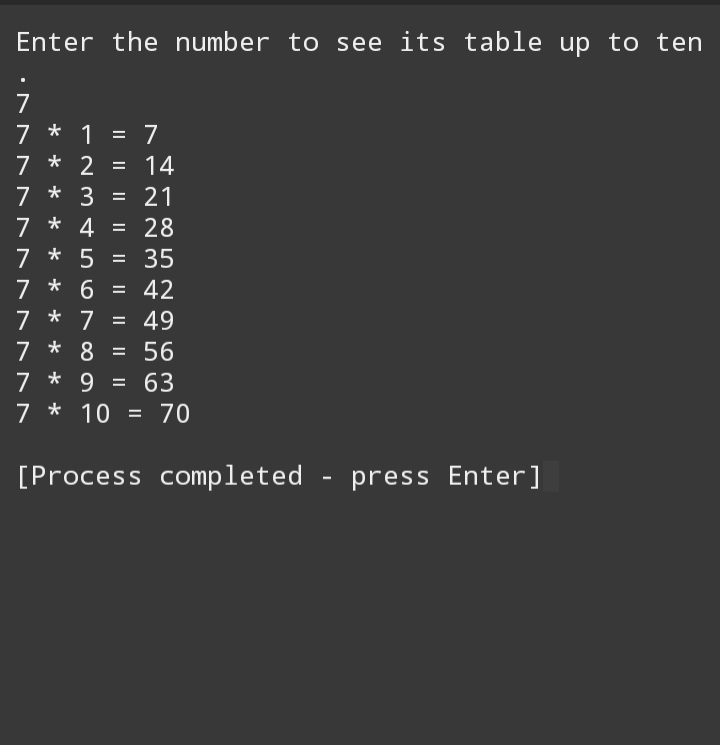 Enter the number to see its table up to ten
.
7
7 * 1 = 7
7 * 2 = 14
7 * 3 = 21
7 * 4 = 28
7 * 5 = 35
7 * 6 = 42
7 * 7 = 49
7 * 8 = 56
7 * 9 = 63
7 * 10 = 70
[Process completed - press Enter]